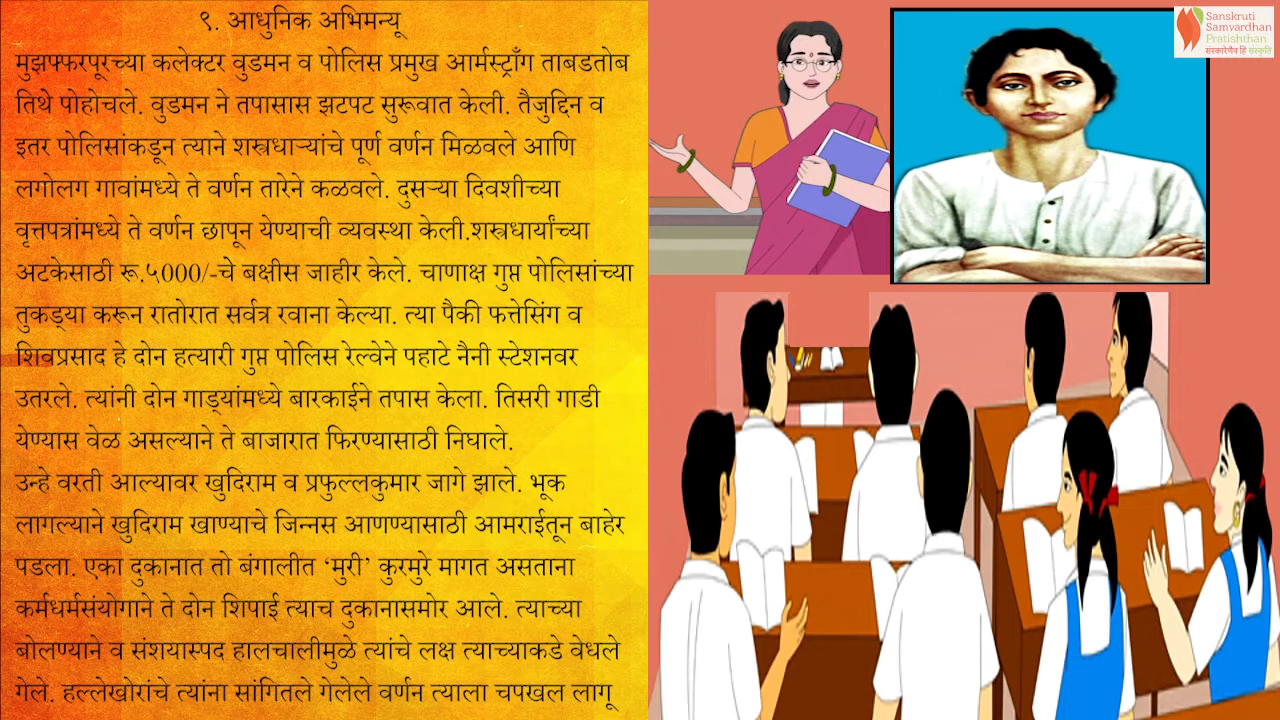 ९. आधुनिक अभिमन्यू
मुझफ्फरपूरच्या कलेक्टर वुडमन व पोलिस प्रमुख आर्मस्ट्राँग ताबडतोब
तिथे पोहोचले. वुडमन ने तपासास झटपट सुरूवात केली. तैजुद्दिन व
इतर पोलिसांकडून त्याने शस्त्रधाऱ्यांचे पूर्ण वर्णन मिळवले आणि
लगोलग गावांमध्ये ते वर्णन तारेने कळवले. दुसऱ्या दिवशीच्या
वृत्तपत्रांमध्ये ते वर्णन छापून येण्याची व्यवस्था केली.शस्त्रधार्यांच्या
अटकेसाठी रू.५000/-चे बक्षीस जाहीर केले. चाणाक्ष गुप्त पोलिसांच्या
तुकड्या करून रातोरात सर्वत्र रवाना केल्या. त्या पैकी फत्तेसिंग व
शिवप्रसाद हे दोन हत्यारी गुप्त पोलिस रेल्वेने पहाटे नैनी स्टेशनवर
उतरले. त्यांनी दोन गाड्यांमध्ये बारकाईने तपास केला. तिसरी गाडी
येण्यास वेळ असल्याने ते बाजारात फिरण्यासाठी निघाले.
उन्हे वरती आल्यावर खुदिराम व प्रफुल्लकुमार जागे झाले. भूक
लागल्याने खुदिराम खाण्याचे जिन्नस आणण्यासाठी आमराईतून बाहेर
पडला. एका दुकानात तो बंगालीत ‘मुरी’ कुरमुरे मागत असताना
कर्मधर्मसंयोगाने ते दोन शिपाई त्याच दुकानासमोर आले. त्याच्या
बोलण्याने व संशयास्पद हालचालीमुळे त्यांचे लक्ष त्याच्याकडे वेधले
गेले. हल्लेखोरांचे त्यांना सांगितले गेलेले वर्णन त्याला चपखल लागू
Sanskruti
Samvardhan
Pratishthan
संस्कारेणैव हि संस्कृति